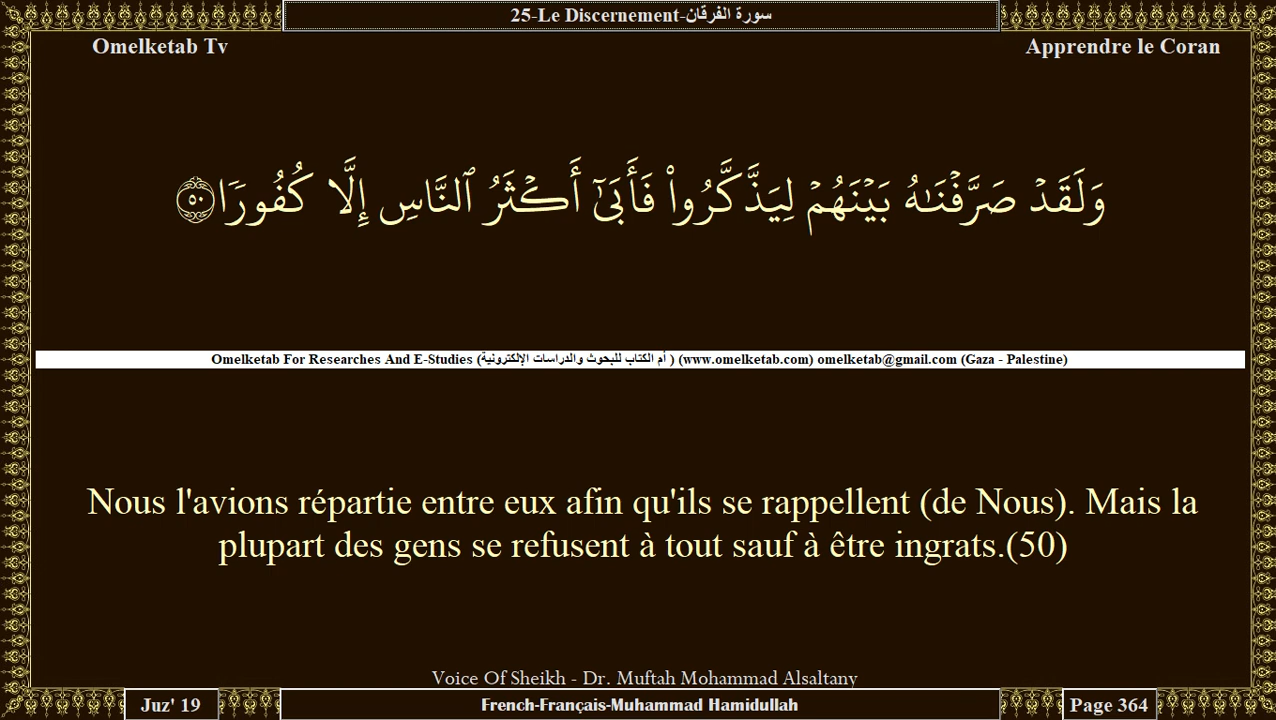 25-Le Discernement-سورة الفرقان
Omelketab Tv
Apprendre le Coran
وَلَقَدۡ صَرَّفۡنَٰهُ بَيۡنَهُمۡ لِيَذَّكَّرُواْ فَأَبَىٰٓ أَكۡثَرُ ٱلنَّاسِ إِلَّا كُفُورٗا ٥٠
Omelketab For Researches And E-Studies (أم الكتاب للبحوث والدراسات الإلكترونية ) (www.omelketab.com) omelketab@gmail.com (Gaza - Palestine)
Nous l'avions répartie entre eux afin qu'ils se rappellent (de Nous). Mais la
plupart des gens se refusent à tout sauf à être ingrats.(50)
Voice Of Sheikh - Dr. Muftah Mohammad Alsaltany
Juz' 19
French-Français-Muhammad Hamidullah
Page 364